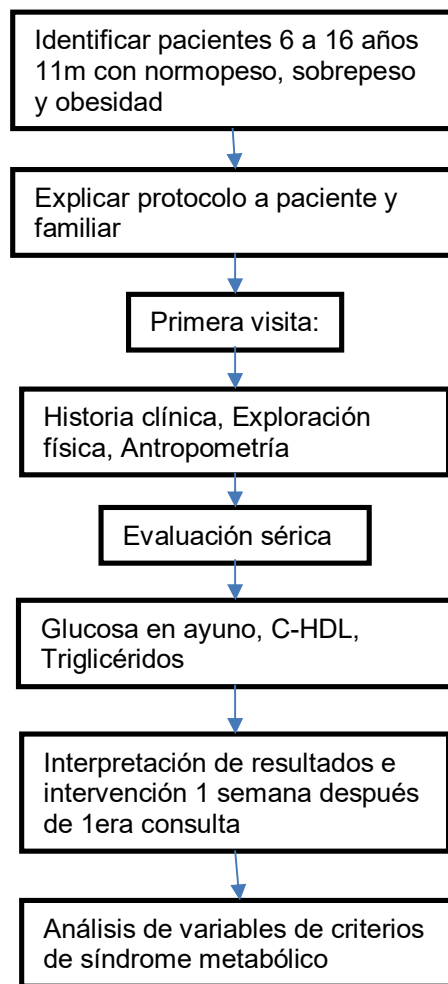 Identificar pacientes 6 a 16 años
11m con normopeso, sobrepeso
y obesidad
Explicar protocolo a paciente y
familiar
Primera visita:
Historia clínica, Exploración
física, Antropometría
Evaluación sérica
Glucosa en ayuno, C-HDL,
Triglicéridos
Interpretación de resultados e
intervención 1 semana después
de 1era consulta
Análisis de variables de criterios
de síndrome metabólico